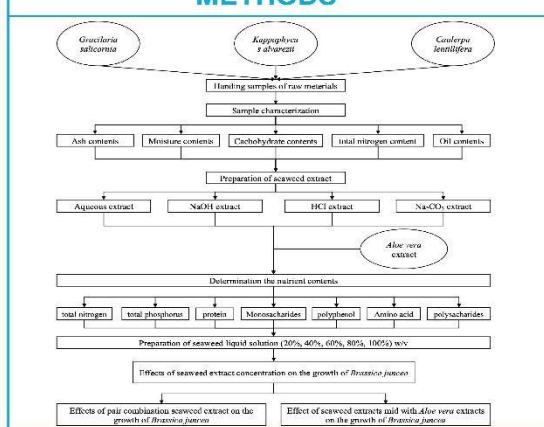 METHODS
Gracilaria
salicornia
Kappaphycu
s alvarezii
Caulerpa
lentillifera
Handing samples of raw materials
Sample characterization
Ash contents
Moisture contents
Cachohydrate contents
total nitrogen content
Oil contents
Preparation of seaweed extract
Aqueous extract
NaOH extract
HCl extract
Na₂CO₃ extract
Aloe vera
extract
Determination the nutrient contents
total nitrogen
total phosphorus
protein
Monosacharides
polyphenol
Amino acid
polysacharides
Preparation of seaweed liquid solution (20%, 40%, 60%, 80%, 100%) w/v
Effects of seaweed extract concentration on the growth of Brassica juncea
Effects of pair combination seaweed extract on the
growth of Brassica juncea
Effect of seaweed extracts mid with Aloe vera extracts
on the growth of Brassica juncea